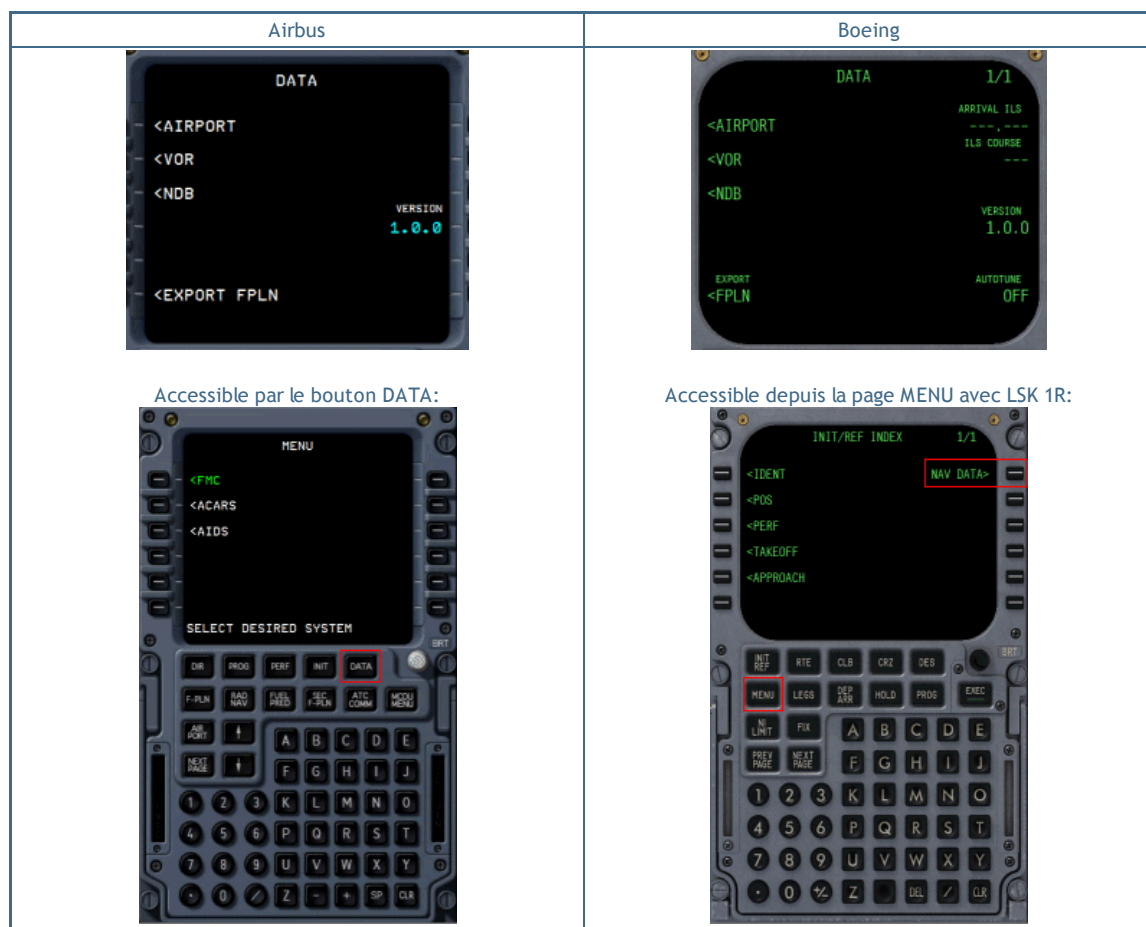 Airbus
Boeing
DATA
<AIRPORT
<VOR
<NDB
VERSION
1.0.0
<EXPORT FPLN
DATA 1/1
ARRIVAL ILS
<AIRPORT ---.---
ILS COURSE
<VOR ---
<NDB
VERSION
1.0.0
EXPORT AUTOTUNE
<FPLN OFF
Accessible par le bouton DATA:
MENU
<FMC
<ACARS
<AIDS
SELECT DESIRED SYSTEM
BRT
DIR PROG PERF INIT DATA
F-PLN RAD NAV FUEL PRED SEC F-PLN ATC COMM MCDU MENU
AIR PORT
A B C D E
NEXT PAGE
F G H I J
1 2 3 K L M N O
4 5 6 P Q R S T
7 8 9 U V W X Y
. 0 / Z - + SP CLR
Accessible depuis la page MENU avec LSK 1R:
INIT/REF INDEX 1/1
<IDENT NAV DATA>
<POS
<PERF
<TAKEOFF
<APPROACH
BRT
INIT REF RTE CLB CRZ DES
MENU LEGS DEP ARR HOLD PROG EXEC
N1 LIMIT FIX
A B C D E
PREV PAGE NEXT PAGE
F G H I J
1 2 3 K L M N O
4 5 6 P Q R S T
7 8 9 U V W X Y
. 0 +/- Z DEL / CLR